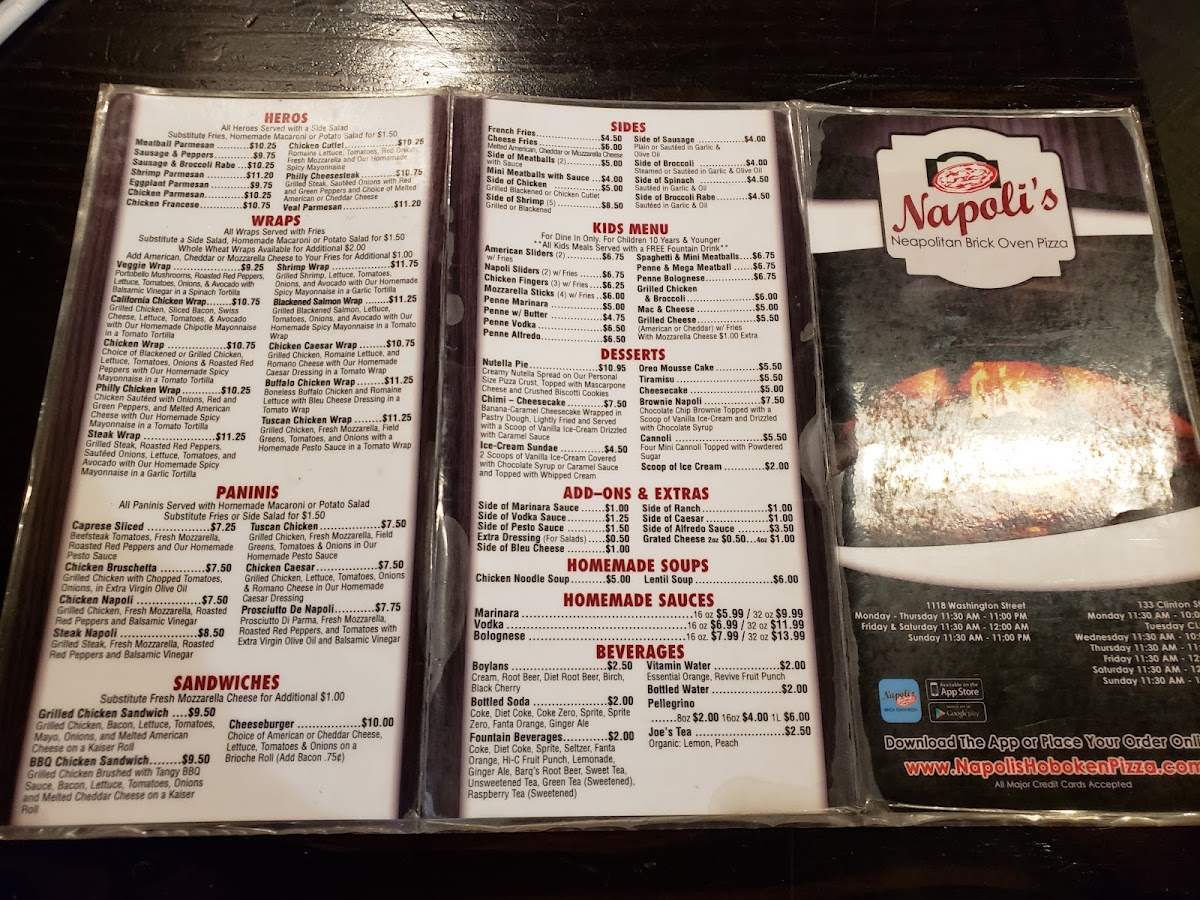 HEROS
All Heroes Served with a Side Salad
Substitute Fries, Homemade Macaroni or Potato Salad for $1.50
Meatball Parmesan ......$10.25
Sausage & Peppers......$9.75
Sausage & Broccoli Rabe ...$10.25
Shrimp Parmesan ......$11.20
Eggplant Parmesan ......$9.75
Chicken Parmesan......$10.25
Chicken Francese......$10.75
Chicken Cutlet......$10.25
Romaine Lettuce, Tomatoes, Red Onion,
Fresh Mozzarella and Our Homemade
Spicy Mayonnaise
Philly Cheesesteak ......$10.75
Grilled Steak, Sautéed Onions with Red
and Green Peppers and Choice of Melted
American or Cheddar Cheese
Veal Parmesan......$11.20
WRAPS
All Wraps Served with Fries
Substitute a Side Salad, Homemade Macaroni or Potato Salad for $1.50
Whole Wheat Wraps Available for Additional $2.00
Add American, Cheddar or Mozzarella Cheese to Your Fries for Additional $1.00
Veggie Wrap ......$9.25
Portobello Mushrooms, Roasted Red Peppers,
Lettuce, Tomatoes, Onions, & Avocado with
Balsamic Vinegar in a Spinach Tortilla
California Chicken Wrap......$10.75
Grilled Chicken, Sliced Bacon, Swiss
Cheese, Lettuce, Tomatoes, & Avocado
with Our Homemade Chipotle Mayonnaise
in a Tomato Tortilla
Chicken Wrap ......$10.75
Choice of Blackened or Grilled Chicken,
Lettuce, Tomatoes, Onions & Roasted Red
Peppers with Our Homemade Spicy
Mayonnaise in a Tomato Tortilla
Philly Chicken Wrap......$10.25
Chicken Sautéed with Onions, Red and
Green Peppers, and Melted American
Cheese with Our Homemade Spicy
Mayonnaise in a Tomato Tortilla
Steak Wrap ......$11.25
Grilled Steak, Roasted Red Peppers,
Sautéed Onions, Lettuce, Tomatoes, and
Avocado with Our Homemade Spicy
Mayonnaise in a Garlic Tortilla
Shrimp Wrap ......$11.75
Grilled Shrimp, Lettuce, Tomatoes,
Onions, and Avocado with Our Homemade
Spicy Mayonnaise in a Garlic Tortilla
Blackened Salmon Wrap ......$11.25
Grilled Blackened Salmon, Lettuce,
Tomatoes, Onions, and Avocado with Our
Homemade Spicy Mayonnaise in a Tomato
Wrap
Chicken Caesar Wrap ......$10.75
Grilled Chicken, Romaine Lettuce, and
Romano Cheese with Our Homemade
Caesar Dressing in a Tomato Wrap
Buffalo Chicken Wrap......$11.25
Boneless Buffalo Chicken and Romaine
Lettuce with Bleu Cheese Dressing in a
Tomato Wrap
Tuscan Chicken Wrap ......$11.25
Grilled Chicken, Fresh Mozzarella, Field
Greens, Tomatoes, and Onions with a
Homemade Pesto Sauce in a Tomato Wrap
PANINIS
All Paninis Served with Homemade Macaroni or Potato Salad
Substitute Fries or Side Salad for $1.50
Caprese Sliced ......$7.25
Beefsteak Tomatoes, Fresh Mozzarella,
Roasted Red Peppers and Our Homemade
Pesto Sauce
Chicken Bruschetta ......$7.50
Grilled Chicken with Chopped Tomatoes,
Onions, in Extra Virgin Olive Oil
Chicken Napoli ......$7.50
Grilled Chicken, Fresh Mozzarella, Roasted
Red Peppers and Balsamic Vinegar
Steak Napoli ......$8.50
Grilled Steak, Fresh Mozzarella, Roasted
Red Peppers and Balsamic Vinegar
Tuscan Chicken ......$7.50
Grilled Chicken, Fresh Mozzarella, Field
Greens, Tomatoes & Onions in Our
Homemade Pesto Sauce
Chicken Caesar......$7.50
Grilled Chicken, Lettuce, Tomatoes, Onions
& Romano Cheese in Our Homemade
Caesar Dressing
Prosciutto De Napoli......$7.75
Prosciutto Di Parma, Fresh Mozzarella,
Roasted Red Peppers, and Tomatoes with
Extra Virgin Olive Oil and Balsamic Vinegar
SANDWICHES
Substitute Fresh Mozzarella Cheese for Additional $1.00
Grilled Chicken Sandwich ....$9.50
Grilled Chicken, Bacon, Lettuce, Tomatoes,
Mayo, Onions, and Melted American
Cheese on a Kaiser Roll
BBQ Chicken Sandwich......$9.50
Grilled Chicken Brushed with Tangy BBQ
Sauce, Bacon, Lettuce, Tomatoes, Onions
and Melted Cheddar Cheese on a Kaiser
Roll
Cheeseburger ......$10.00
Choice of American or Cheddar Cheese,
Lettuce, Tomatoes & Onions on a
Brioche Roll (Add Bacon .75¢)
SIDES
French Fries......$4.50
Cheese Fries......$6.00
Melted American, Cheddar or Mozzarella Cheese
with Sauce
Side of Meatballs (2)......$5.00
Mini Meatballs with Sauce ...$4.00
Side of Chicken ......$5.00
Grilled Blackened or Chicken Cutlet
Side of Shrimp (5)......$8.50
Grilled or Blackened
Side of Sausage ......$4.00
Plain or Sautéed in Garlic &
Olive Oil
Side of Broccoli ......$4.00
Steamed or Sautéed in Garlic & Olive Oil
Side of Spinach ......$4.50
Sautéed in Garlic & Oil
Side of Broccoli Rabe......$4.50
Sautéed in Garlic & Oil
KIDS MENU
For Dine In Only. For Children 10 Years & Younger
**All Kids Meals Served with a FREE Fountain Drink**
American Sliders (2)......$6.75
w/ Fries
Napoli Sliders (2) w/ Fries......$6.75
Chicken Fingers (3) w/ Fries....$6.25
Mozzarella Sticks (4) w/ Fries ...$6.00
Penne Marinara ......$5.00
Penne w/ Butter ......$4.75
Penne Vodka ......$6.50
Penne Alfredo......$6.50
Spaghetti & Mini Meatballs....$6.75
Penne & Mega Meatball ......$6.75
Penne Bolognese ......$6.75
Grilled Chicken
& Broccoli......$6.00
Mac & Cheese ......$5.00
Grilled Cheese......$5.50
(American or Cheddar) w/ Fries
With Mozzarella Cheese $1.00 Extra
DESSERTS
Nutella Pie......$10.95
Creamy Nutella Spread on Our Personal
Size Pizza Crust, Topped with Mascarpone
Cheese and Crushed Biscotti Cookies
Chimi – Cheesecake ......$7.50
Banana-Caramel Cheesecake Wrapped in
Pastry Dough, Lightly Fried and Served
with a Scoop of Vanilla Ice-Cream Drizzled
with Caramel Sauce
Ice-Cream Sundae ......$4.50
2 Scoops of Vanilla Ice-Cream Covered
with Chocolate Syrup or Caramel Sauce
and Topped with Whipped Cream
Oreo Mousse Cake......$5.50
Tiramisu ......$5.00
Cheesecake ......$5.00
Brownie Napoli ......$7.50
Chocolate Chip Brownie Topped with a
Scoop of Vanilla Ice-Cream and Drizzled
with Chocolate Syrup
Cannoli ......$5.50
Four Mini Cannoli Topped with Powdered
Sugar
Scoop of Ice Cream ......$2.00
ADD–ONS & EXTRAS
Side of Marinara Sauce ......$1.00
Side of Vodka Sauce......$1.25
Side of Pesto Sauce ......$1.50
Extra Dressing (For Salads) ....$0.50
Side of Bleu Cheese ......$1.00
Side of Ranch ......$1.00
Side of Caesar ......$1.00
Side of Alfredo Sauce ......$3.50
Grated Cheese 2oz $0.50...4oz $1.00
HOMEMADE SOUPS
Chicken Noodle Soup......$5.00
Lentil Soup ......$6.00
HOMEMADE SAUCES
Marinara ......16 oz $5.99 / 32 oz $9.99
Vodka ......16 oz $6.99 / 32 oz $11.99
Bolognese ......16 oz. $7.99 / 32 oz $13.99
BEVERAGES
Boylans ......$2.50
Cream, Root Beer, Diet Root Beer, Birch,
Black Cherry
Bottled Soda ......$2.00
Coke, Diet Coke, Coke Zero, Sprite, Sprite
Zero, Fanta Orange, Ginger Ale
Fountain Beverages......$2.00
Coke, Diet Coke, Sprite, Seltzer, Fanta
Orange, Hi-C Fruit Punch, Lemonade,
Ginger Ale, Barq's Root Beer, Sweet Tea,
Unsweetened Tea, Green Tea (Sweetened),
Raspberry Tea (Sweetened)
Vitamin Water ......$2.00
Essential Orange, Revive Fruit Punch
Bottled Water ......$2.00
Pellegrino
......8oz $2.00 16oz $4.00 1L $6.00
Joe's Tea ......$2.50
Organic: Lemon, Peach
Napoli's
Neapolitan Brick Oven Pizza
1118 Washington Street
Monday - Thursday 11:30 AM - 11:00 PM
Friday & Saturday 11:30 AM - 12:00 AM
Sunday 11:30 AM - 11:00 PM
133 Clinton St
Monday 11:30 AM - 10:
Tuesday CL
Wednesday 11:30 AM - 10:
Thursday 11:30 AM - 11:
Friday 11:30 AM - 12:
Saturday 11:30 AM - 12:
Sunday 11:30 AM - 1
Napoli's
Available on the
App Store
Google play
Download The App or Place Your Order Onli
www.NapolisHobokenPizza.com
All Major Credit Cards Accepted